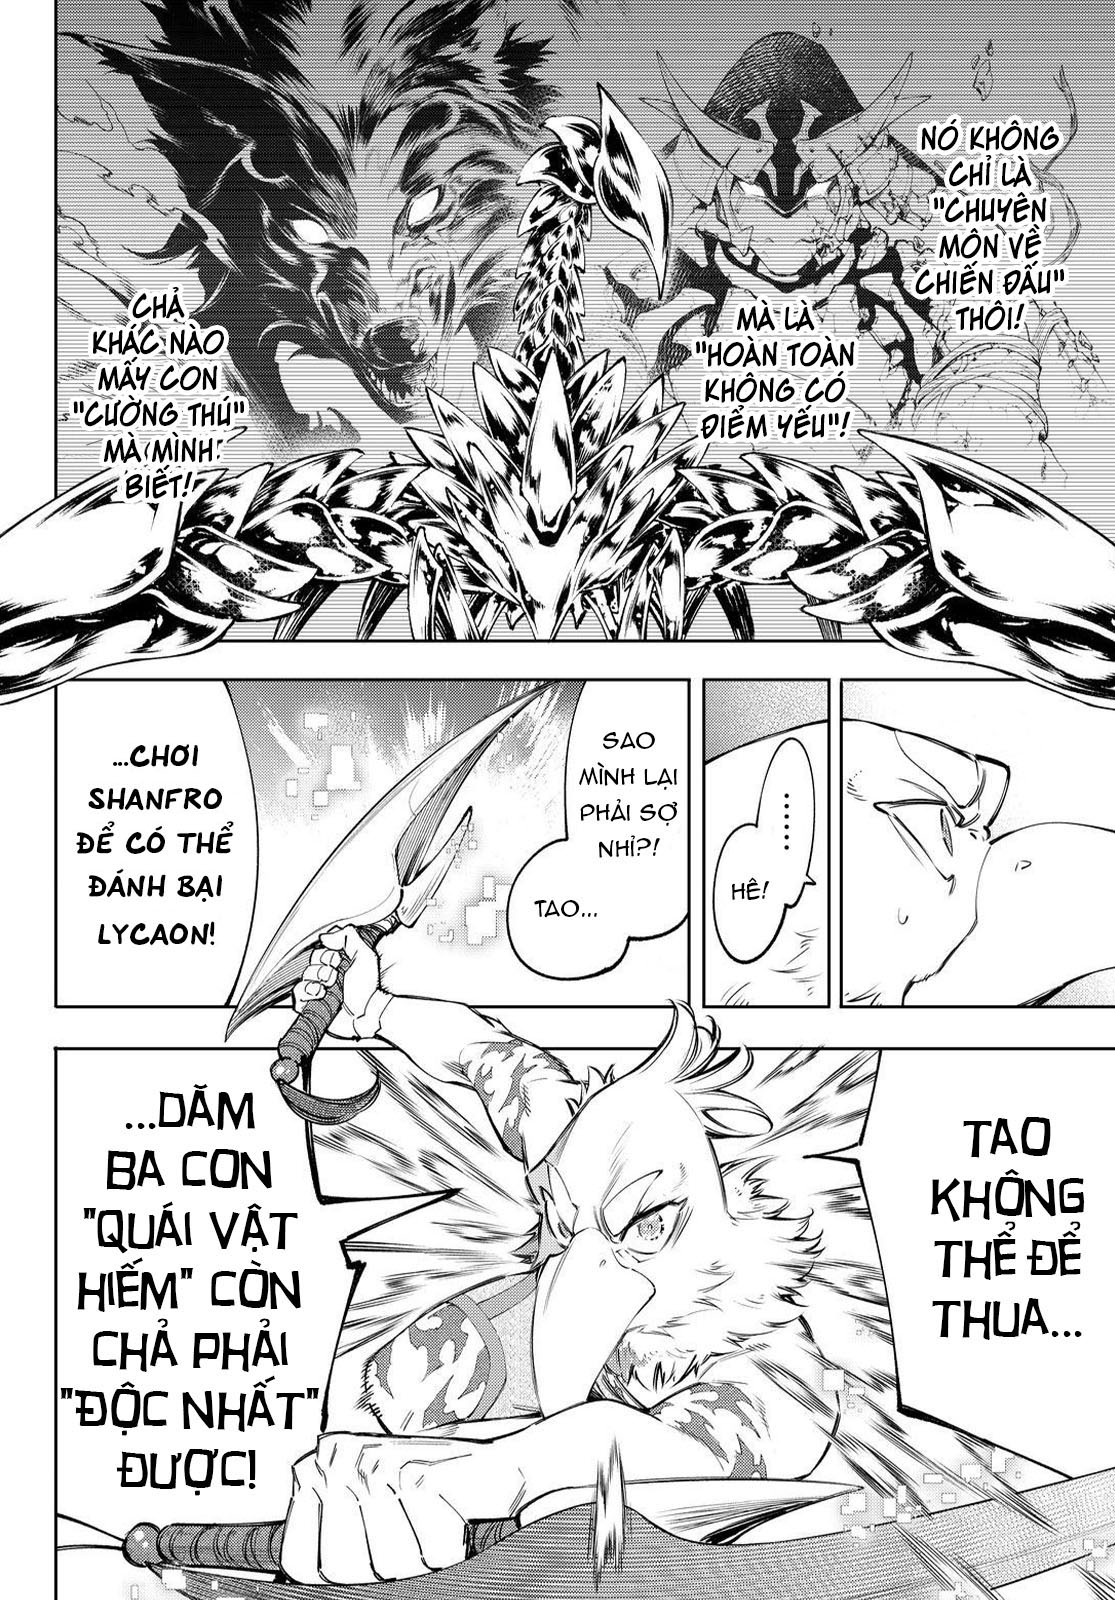 NÓ KHÔNG
CHỈ LÀ
"CHUYÊN
MÔN VỀ
CHIẾN ĐẤU"
THÔI!
MÀ LÀ
"HOÀN TOÀN
KHÔNG CÓ
ĐIỂM YẾU"!
CHẢ
KHÁC NÀO
MẤY CON
"CƯỜNG THÚ"
MÀ MÌNH
BIẾT!
......
HÊ!
SAO
MÌNH LẠI
PHẢI SỢ
NHỈ?!
TAO...
...CHƠI
SHANFRO
ĐỂ CÓ THỂ
ĐÁNH BẠI
LYCAON!
TAO
KHÔNG
THỂ ĐỂ
THUA...
...DĂM
BA CON
"QUÁI VẬT
HIẾM" CÒN
CHẢ PHẢI
"ĐỘC NHẤT"
ĐƯỢC!